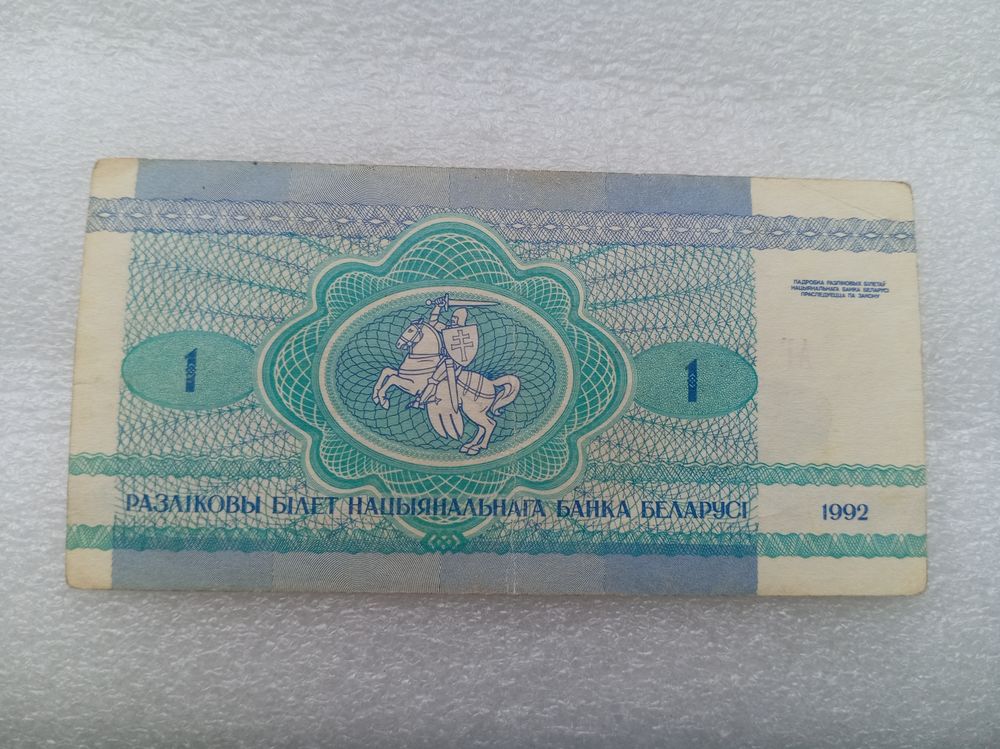 ПАДРОБКА РАЗЛІКОВЫХ БІЛЕТАЎ
НАЦЫЯНАЛЬНАГА БАНКА БЕЛАРУСІ
ПРАСЛЕДУЕЦЦА ПА ЗАКОНУ
1
1
РАЗЛІКОВЫ БІЛЕТ НАЦЫЯНАЛЬНАГА БАНКА БЕЛАРУСІ
1992